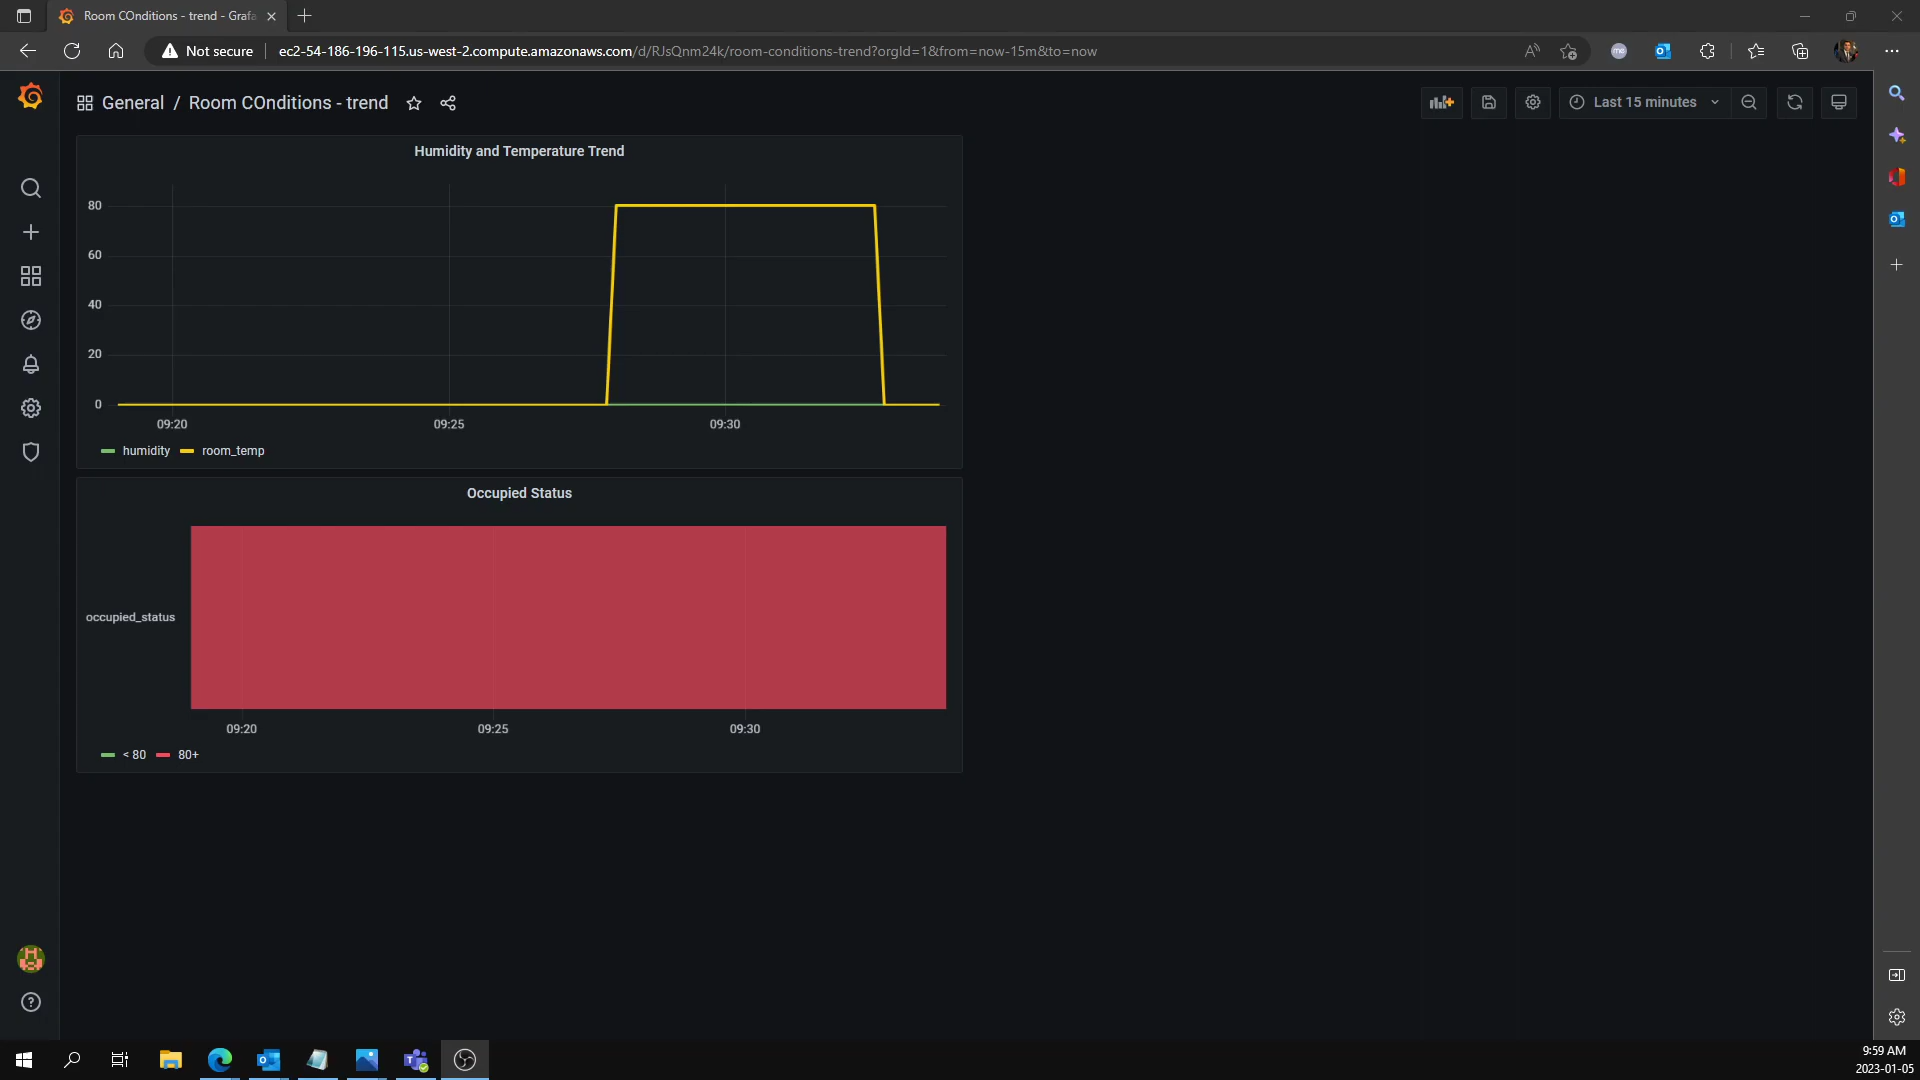 Room COnditions - trend - Grafa
Not secure
ec2-54-186-196-115.us-west-2.compute.amazonaws.com/d/RJsQnm24k/room-conditions-trend?orgId=1&from=now-15m&to=now
General / Room COnditions - trend
Last 15 minutes
Humidity and Temperature Trend
80
60
40
20
0
09:20 09:25 09:30
humidity room_temp
Occupied Status
occupied_status
09:20 09:25 09:30
< 80 80+
9:59 AM
2023-01-05